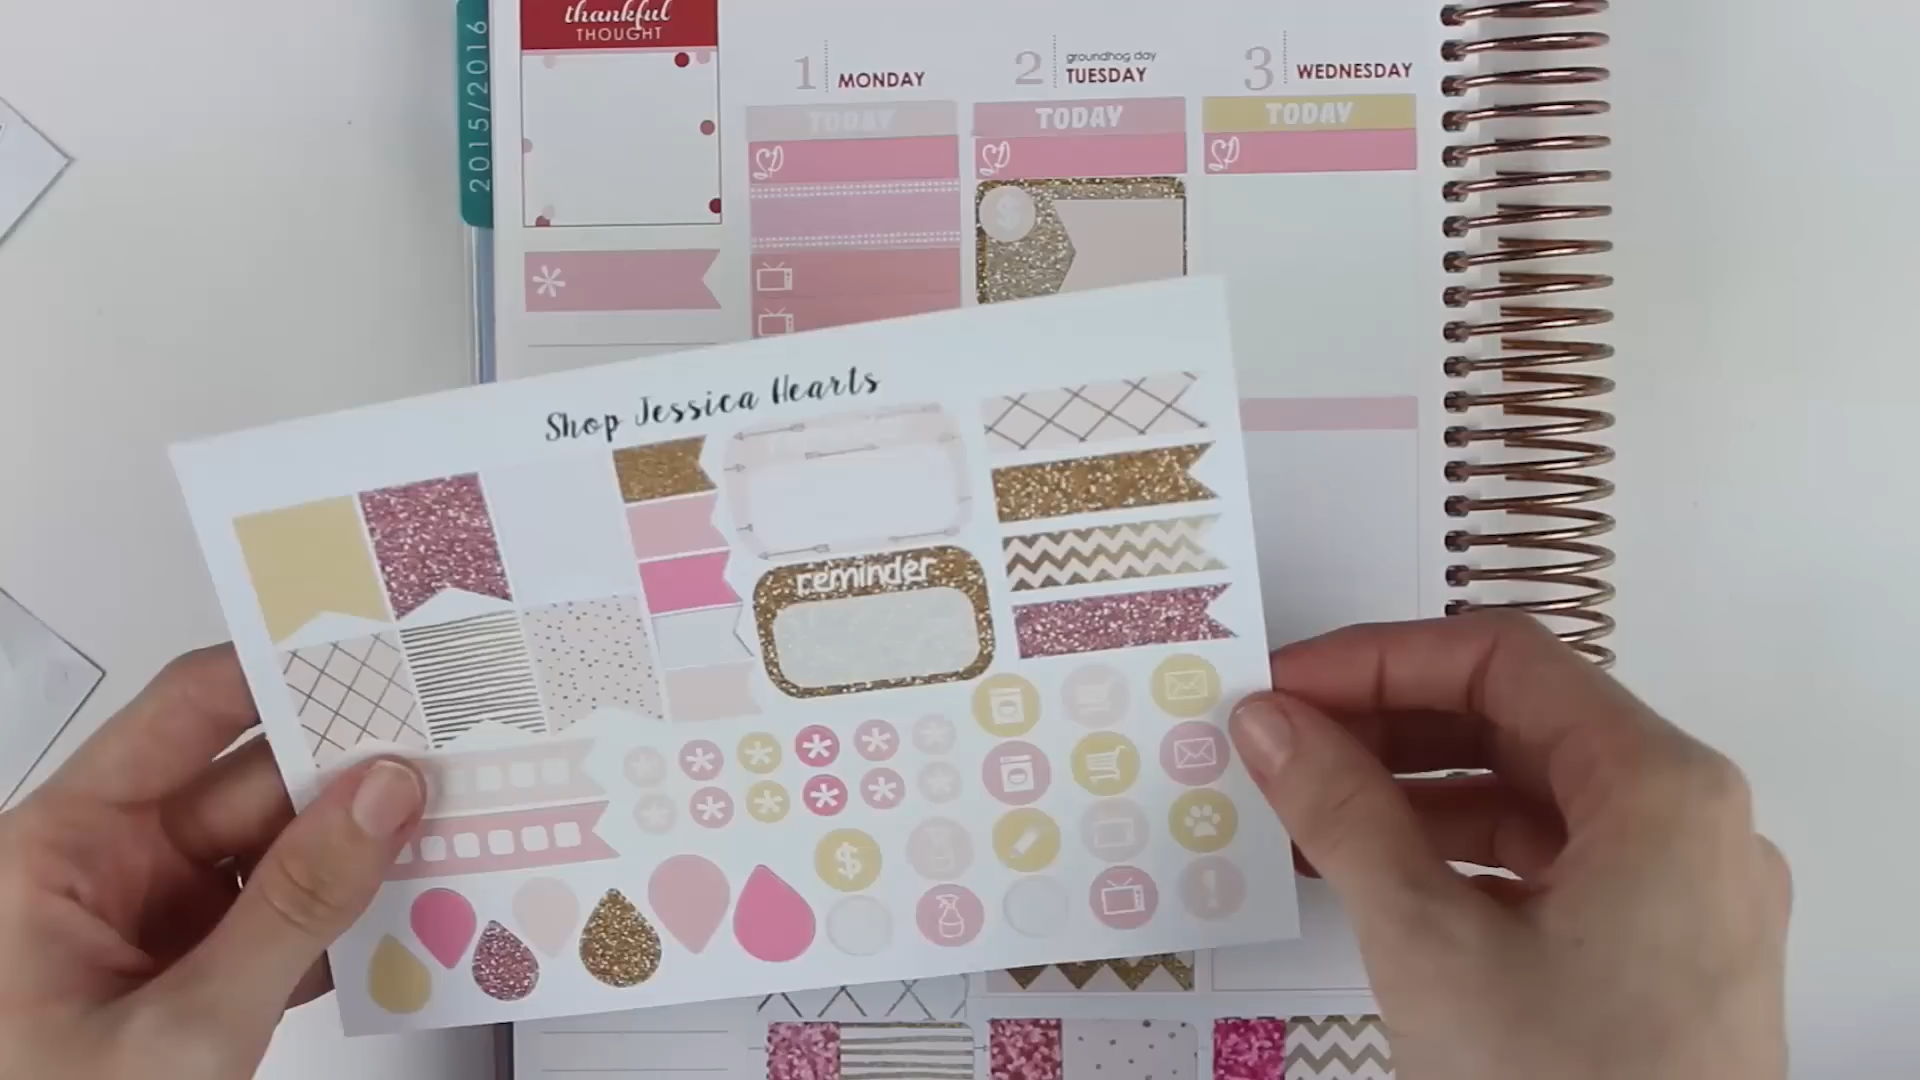 thankful
THOUGHT
2015/2016
1 MONDAY
2 groundhog day
TUESDAY
3 WEDNESDAY
TODAY
TODAY
TODAY
Shop Jessica Hearts
reminder
$
$
!